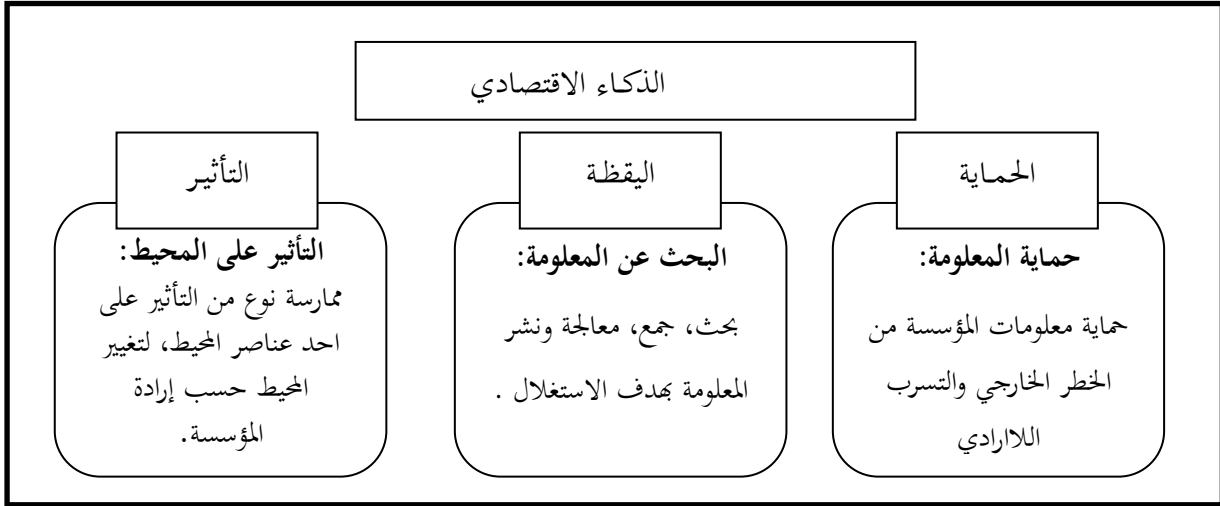 الذكاء الاقتصادي
الحماية
حماية المعلومة:
حماية معلومات المؤسسة من
الخطر الخارجي والتسرب
اللاارادي
اليقظة
البحث عن المعلومة:
بحث، جمع، معالجة ونشر
المعلومة بهدف الاستغلال .
التأثير
التأثير على المحيط:
ممارسة نوع من التأثير على
احد عناصر المحيط، لتغيير
المحيط حسب إرادة
المؤسسة.